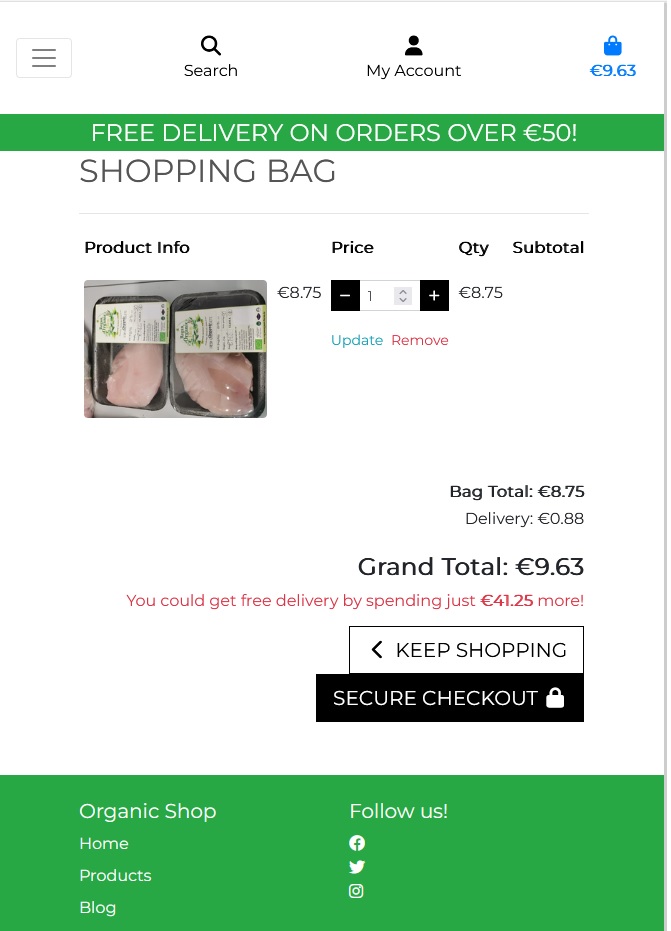 Search
My Account
€9.63
FREE DELIVERY ON ORDERS OVER €50!
SHOPPING BAG
Product Info Price Qty Subtotal
€8.75 − 1 + €8.75
Update Remove
Bag Total: €8.75
Delivery: €0.88
Grand Total: €9.63
You could get free delivery by spending just €41.25 more!
KEEP SHOPPING
SECURE CHECKOUT
Organic Shop
Home
Products
Blog
Follow us!